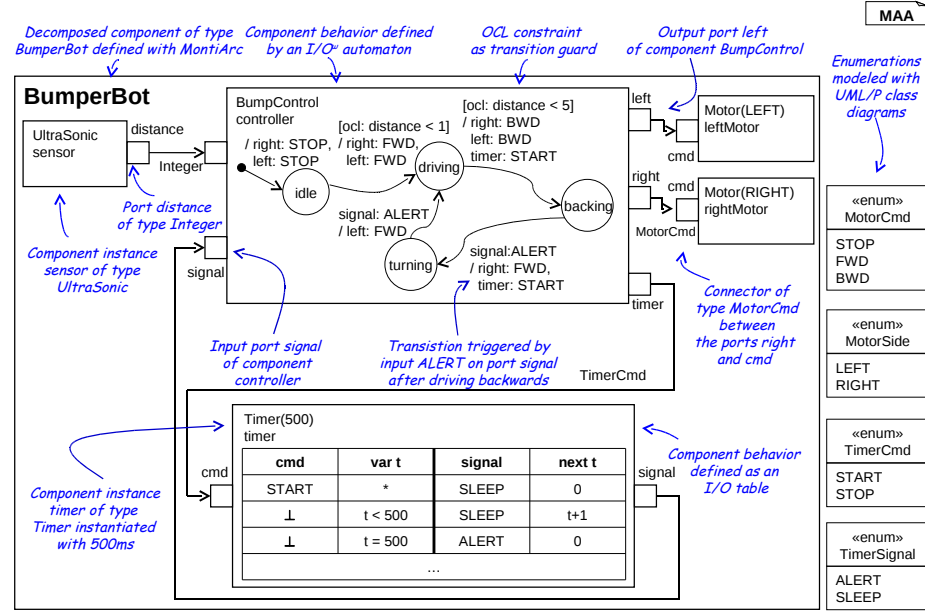 MAA
Decomposed component of type
BumperBot defined with MontiArc
Component behavior defined
by an I/O^ω automaton
OCL constraint
as transition guard
Output port left
of component BumpControl
Enumerations
modeled with
UML/P class
diagrams
BumperBot
UltraSonic
sensor
distance
Integer
Port distance
of type Integer
Component instance
sensor of type
UltraSonic
signal
BumpControl
controller
/ right: STOP,
left: STOP
[ocl: distance < 1]
/ right: FWD,
left: FWD
[ocl: distance < 5]
/ right: BWD
left: BWD
timer: START
idle
driving
backing
turning
signal: ALERT
/ left: FWD
signal:ALERT
/ right: FWD,
timer: START
left
cmd
Motor(LEFT)
leftMotor
right
cmd
MotorCmd
Motor(RIGHT)
rightMotor
timer
Connector of
type MotorCmd
between
the ports right
and cmd
Input port signal
of component
controller
Transistion triggered by
input ALERT on port signal
after driving backwards
TimerCmd
Timer(500)
timer
cmd
signal
cmd var t signal next t
START * SLEEP 0
⊥ t < 500 SLEEP t+1
⊥ t = 500 ALERT 0
...
Component instance
timer of type
Timer instantiated
with 500ms
Component behavior
defined as an
I/O table
«enum»
MotorCmd
STOP
FWD
BWD
«enum»
MotorSide
LEFT
RIGHT
«enum»
TimerCmd
START
STOP
«enum»
TimerSignal
ALERT
SLEEP